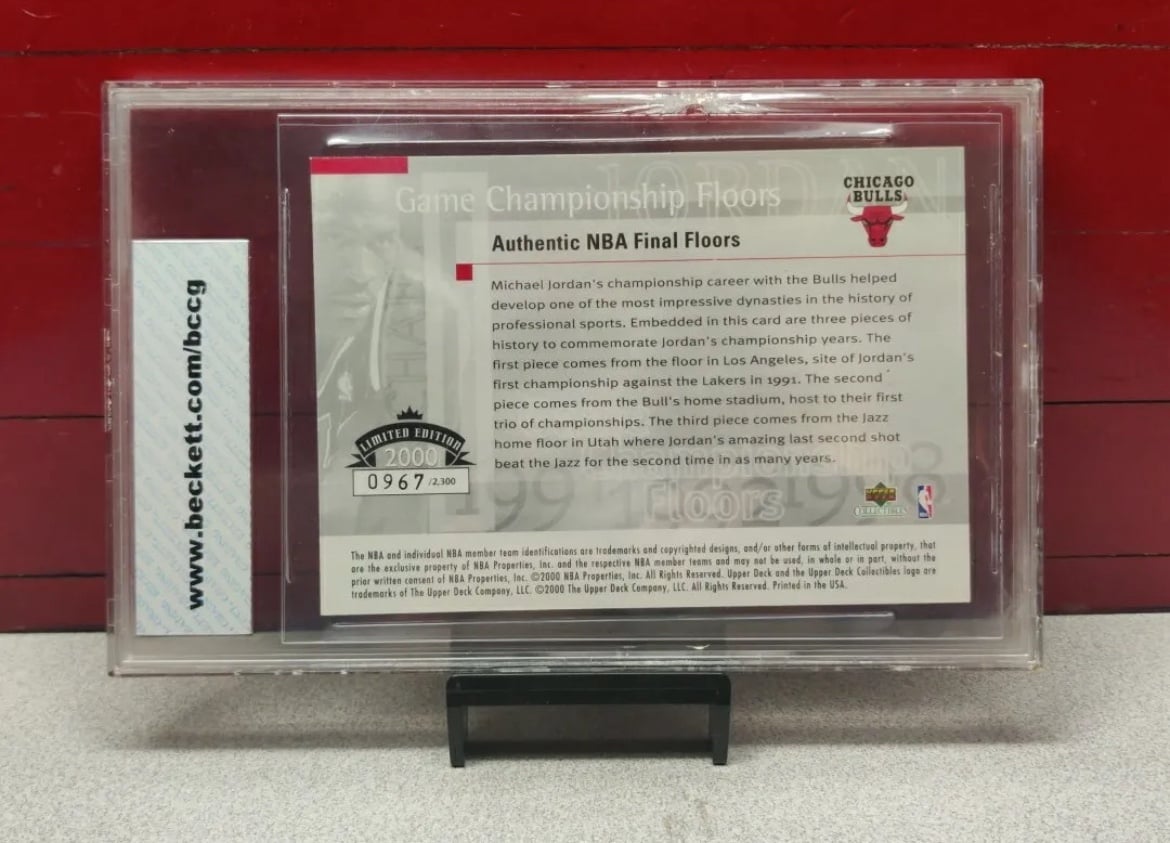 www.beckett.com/bccg
JORDAN
Game Championship Floors
CHICAGO
BULLS
Authentic NBA Final Floors
Michael Jordan's championship career with the Bulls helped
develop one of the most impressive dynasties in the history of
professional sports. Embedded in this card are three pieces of
history to commemorate Jordan's championship years. The
first piece comes from the floor in Los Angeles, site of Jordan's
first championship against the Lakers in 1991. The second
piece comes from the Bull's home stadium, host to their first
trio of championships. The third piece comes from the Jazz
home floor in Utah where Jordan's amazing last second shot
beat the Jazz for the second time in as many years.
LIMITED EDITION
2000
0967/2,300
floors
1998
UPPER DECK
COLLECTIBLES
The NBA and individual NBA member team identifications are trademarks and copyrighted designs, and/or other forms of intellectual property, that
are the exclusive property of NBA Properties, Inc. and the respective NBA member teams and may not be used, in whole or in part, without the
prior written consent of NBA Properties, Inc. ©2000 NBA Properties, Inc. All Rights Reserved. Upper Deck and the Upper Deck Collectibles logo are
trademarks of The Upper Deck Company, LLC. ©2000 The Upper Deck Company, LLC. All Rights Reserved. Printed in the USA.